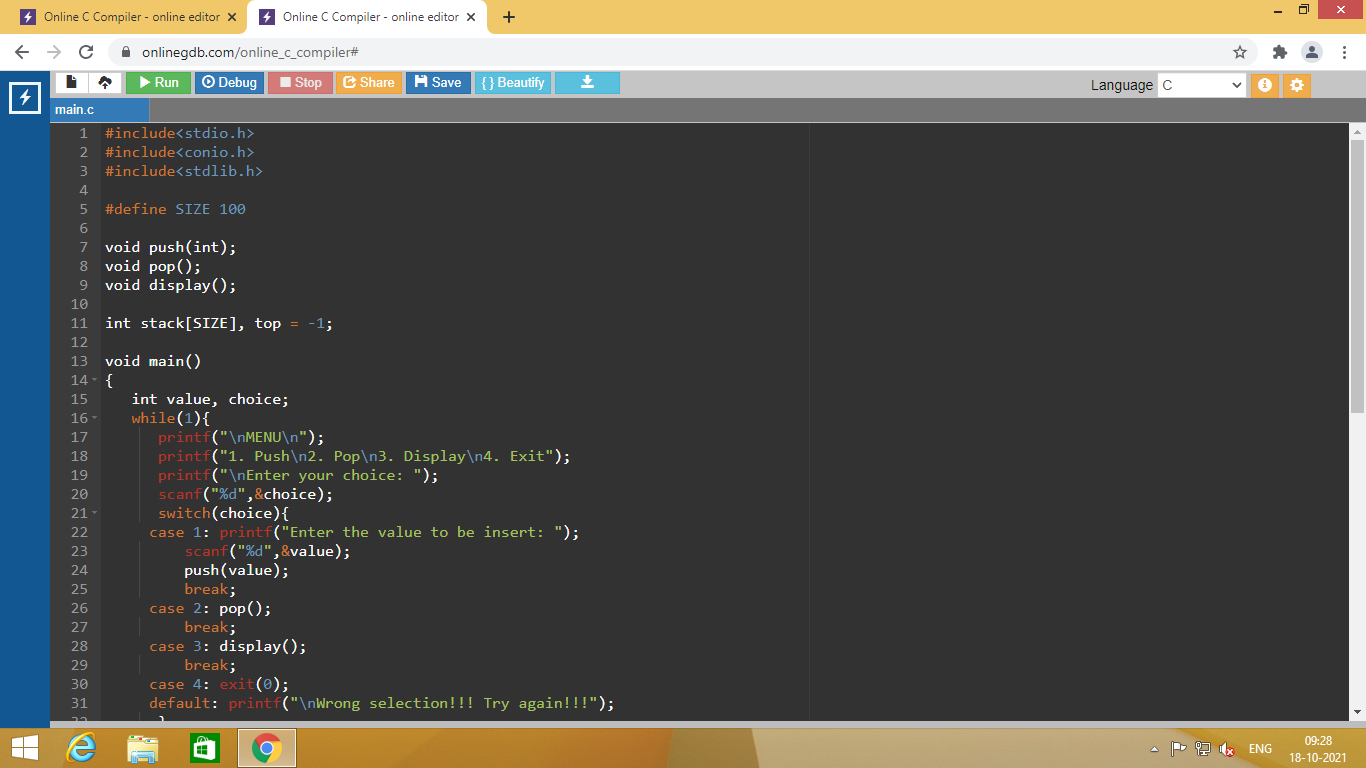 Online C Compiler - online editor
Online C Compiler - online editor
onlinegdb.com/online_c_compiler#
Run
Debug
Stop
Share
Save
{ } Beautify
Language
C
main.c
1 #include<stdio.h>
2 #include<conio.h>
3 #include<stdlib.h>
4
5 #define SIZE 100
6
7 void push(int);
8 void pop();
9 void display();
10
11 int stack[SIZE], top = -1;
12
13 void main()
14 {
15    int value, choice;
16    while(1){
17       printf("\nMENU\n");
18       printf("1. Push\n2. Pop\n3. Display\n4. Exit");
19       printf("\nEnter your choice: ");
20       scanf("%d",&choice);
21       switch(choice){
22      case 1: printf("Enter the value to be insert: ");
23          scanf("%d",&value);
24          push(value);
25          break;
26      case 2: pop();
27          break;
28      case 3: display();
29          break;
30      case 4: exit(0);
31      default: printf("\nWrong selection!!! Try again!!!");
32       }
ENG
09:28
18-10-2021